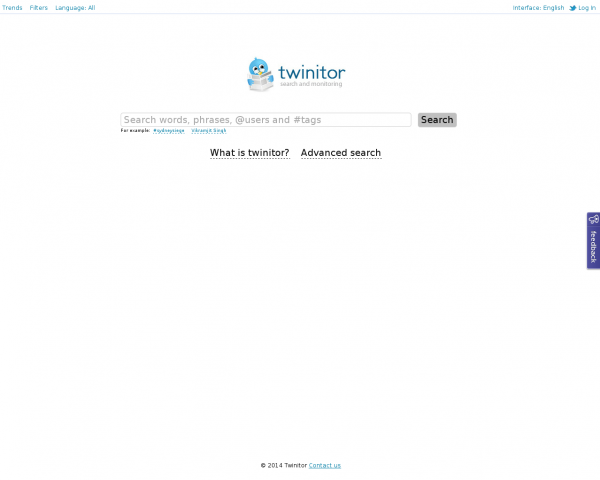 Trends Filters Language: All Interface: English Log In
twinitor
search and monitoring
Search words, phrases, @users and #tags Search
For example: #sydneysiege Vikramjit Singh
What is twinitor? Advanced search
feedback
© 2014 Twinitor Contact us